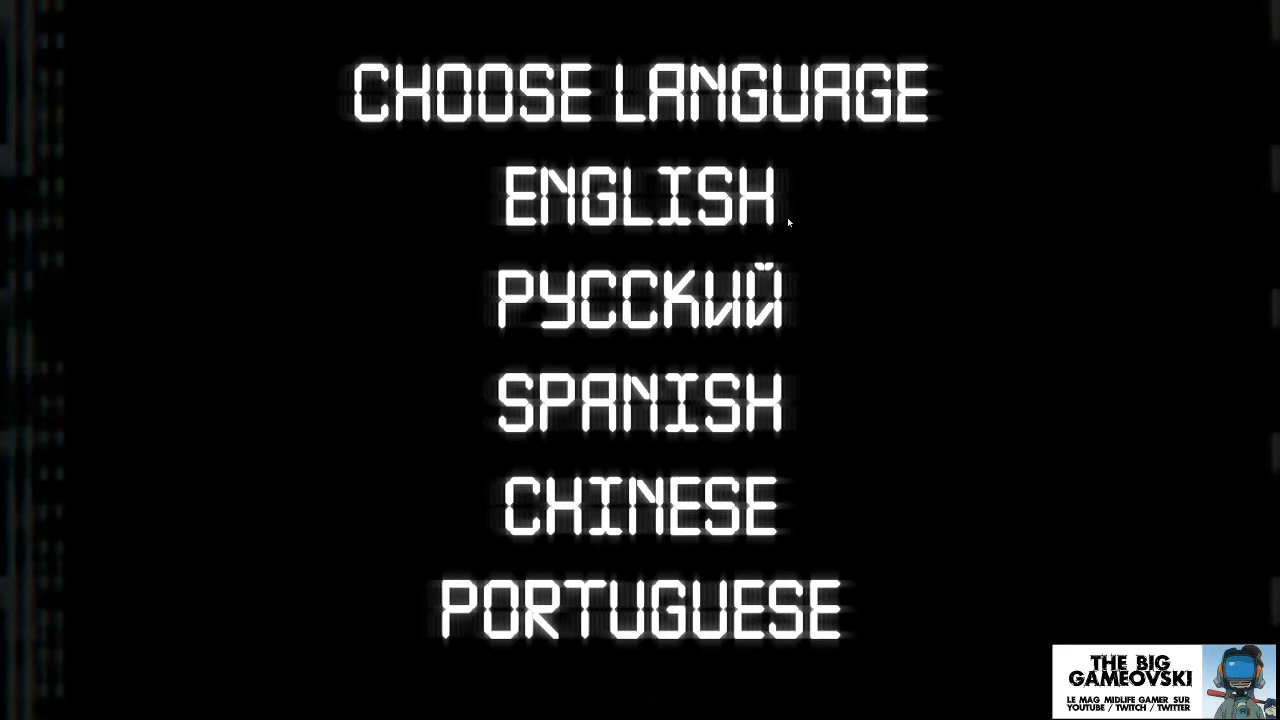 CHOOSE LANGUAGE
ENGLISH
РУССКИЙ
SPANISH
CHINESE
PORTUGUESE
THE BIG
GAMEOVSKI
LE MAG MIDLIFE GAMER SUR
YOUTUBE / TWITCH / TWITTER